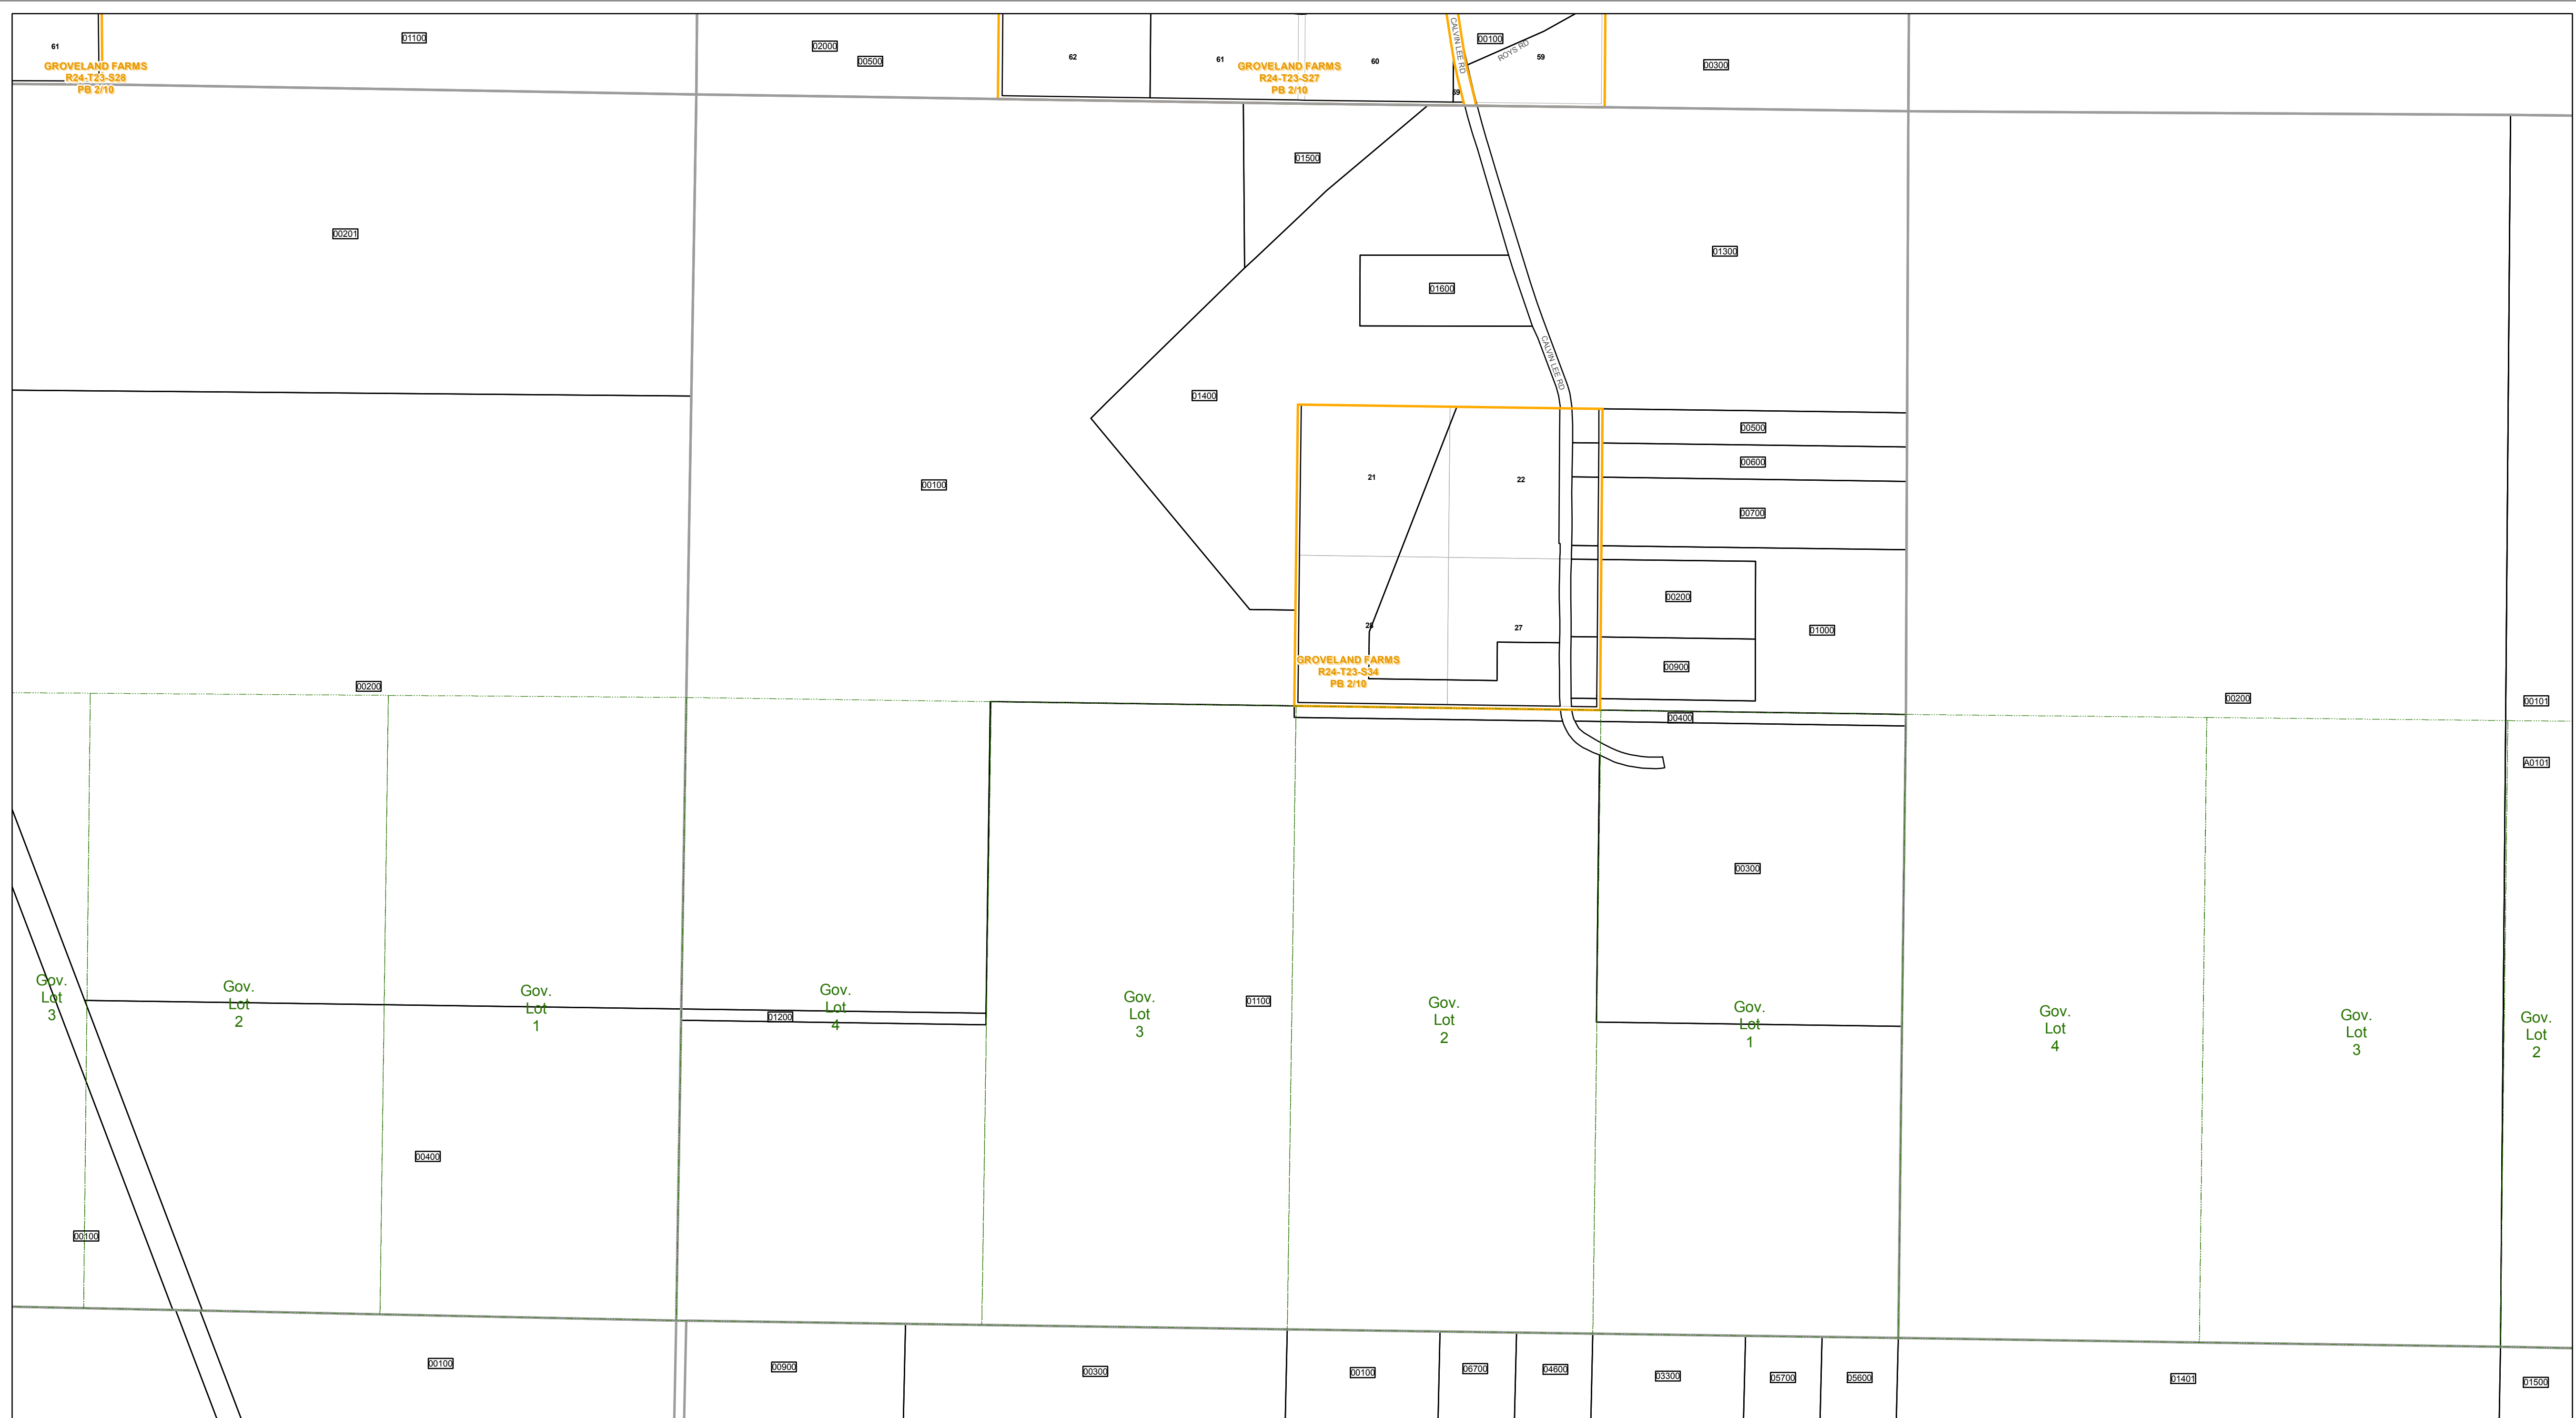 61
01100
02000
00500
62
61
60
CALVIN LEE RD
00100
ROYS RD
59
00300
GROVELAND FARMS
R24-T23-S28
PB 2/10
GROVELAND FARMS
R24-T23-S27
PB 2/10
59
01500
00201
01300
01600
CALVIN LEE RD
01400
00500
00600
00100
21
22
00700
00200
28
27
01000
00900
GROVELAND FARMS
R24-T23-S34
PB 2/10
00200
00200
00101
00400
A0101
00300
Gov.
Lot
3
Gov.
Lot
2
Gov.
Lot
1
Gov.
Lot
4
01200
Gov.
Lot
3
01100
Gov.
Lot
2
Gov.
Lot
1
Gov.
Lot
4
Gov.
Lot
3
Gov.
Lot
2
00400
00100
00100
00900
00300
00100
06700
04600
03300
05700
05600
01401
01500